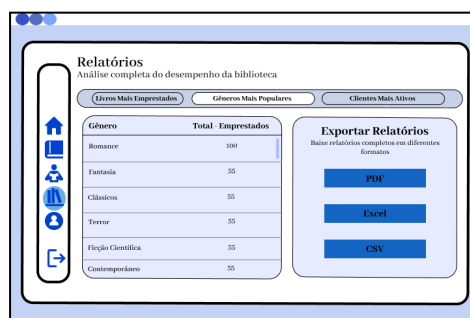 Relatórios
Análise completa do desempenho da biblioteca
Livros Mais Emprestados
Gêneros Mais Populares
Clientes Mais Ativos
Gênero Total - Emprestados
Romance 100
Fantasia 55
Clássicos 55
Terror 55
Ficção Científica 55
Contemporâneo 55
Exportar Relatórios
Baixe relatórios completos em diferentes
formatos
PDF
Excel
CSV